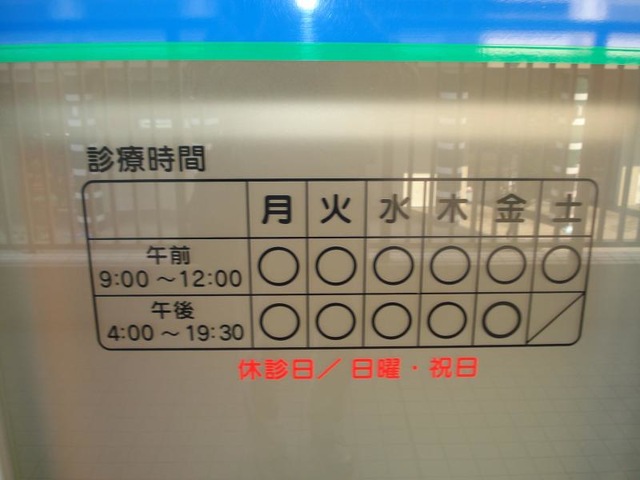 診療時間
月 火 水 木 金 土
午前
9:00～12:00 ○ ○ ○ ○ ○ ○
午後
4:00～19:30 ○ ○ ○ ○ ○ ／
休診日／日曜・祝日